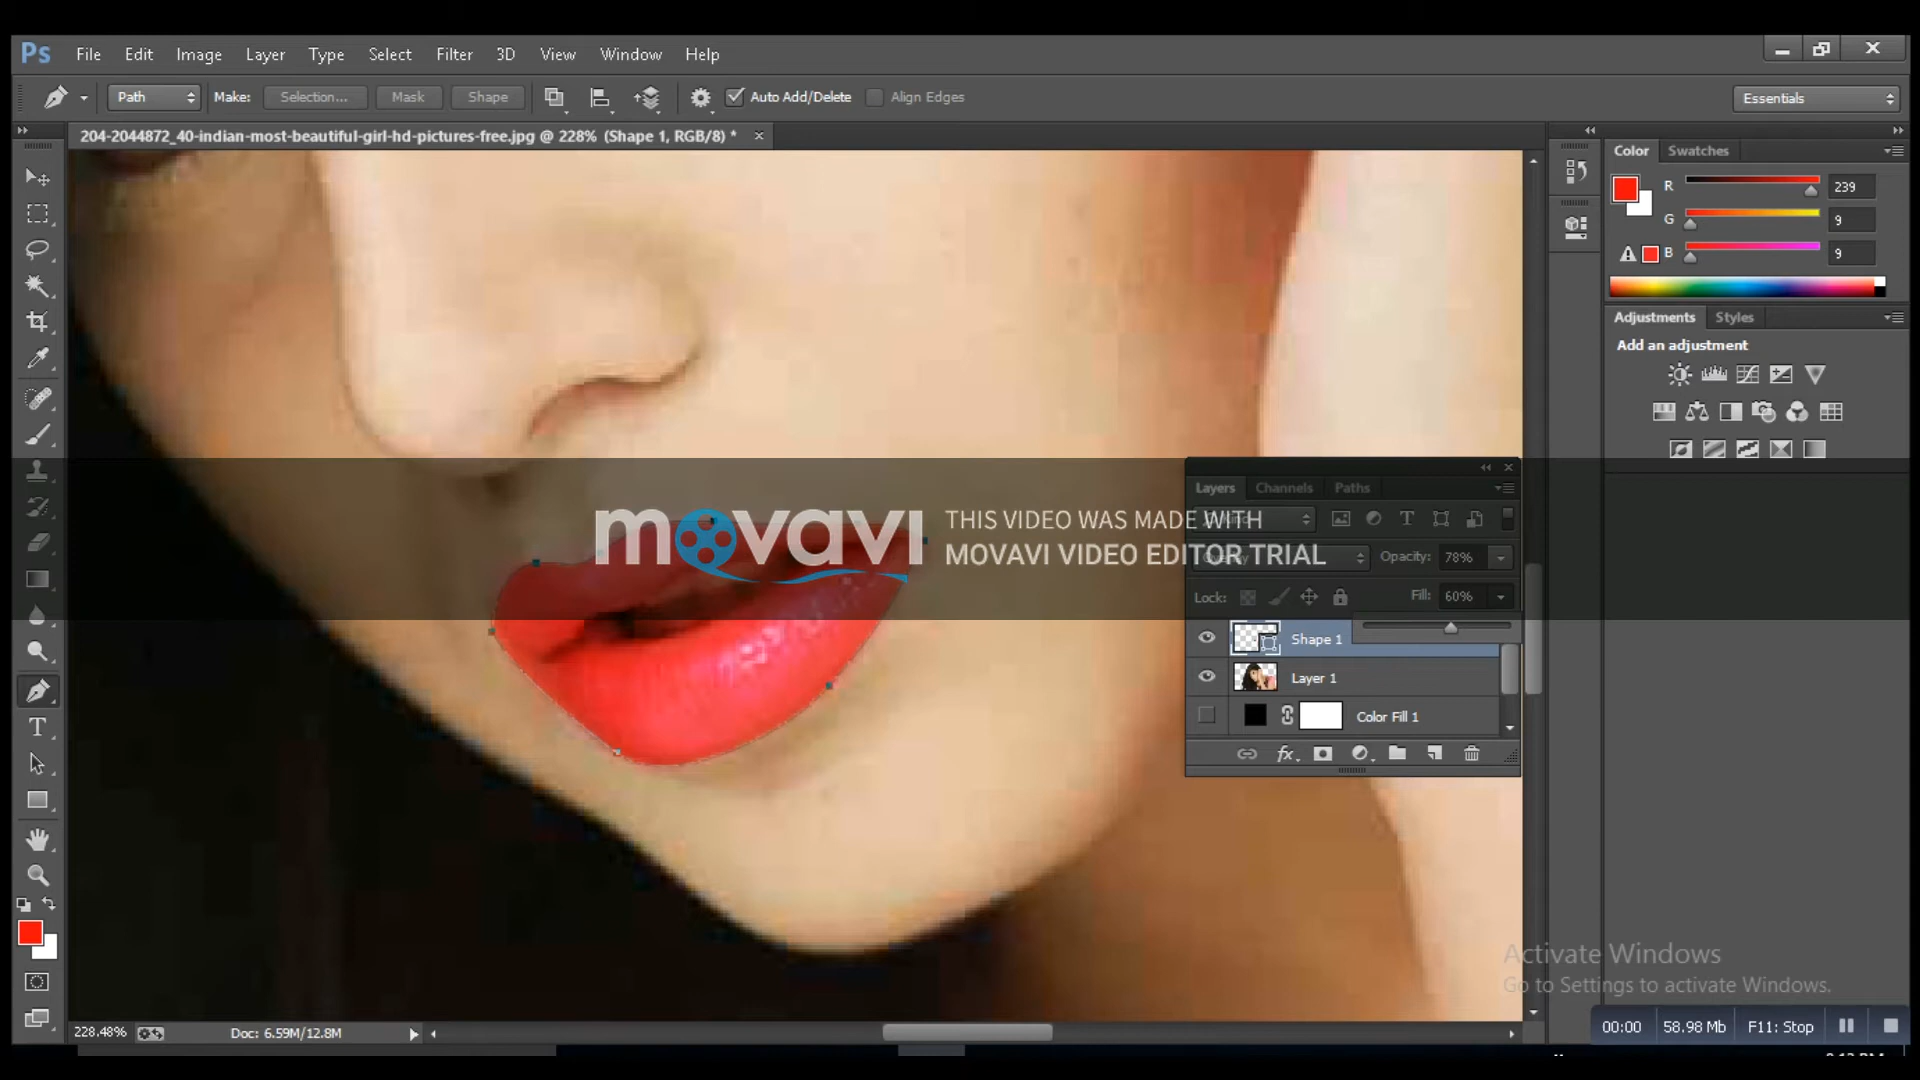 Ps File Edit Image Layer Type Select Filter 3D View Window Help
Path Make: Selection... Mask Shape Auto Add/Delete Align Edges Essentials
204-2044872_40-indian-most-beautiful-girl-hd-pictures-free.jpg @ 228% (Shape 1, RGB/8) *
Color Swatches
R 239
G 9
B 9
Adjustments Styles
Add an adjustment
Layers Channels Paths
movavi
THIS VIDEO WAS MADE WITH
MOVAVI VIDEO EDITOR TRIAL
Opacity: 78%
Lock: Fill: 60%
Shape 1
Layer 1
Color Fill 1
fx
T
Activate Windows
Go to Settings to activate Windows.
228.48% Doc: 6.59M/12.8M
00:00 58.98 Mb F11: Stop